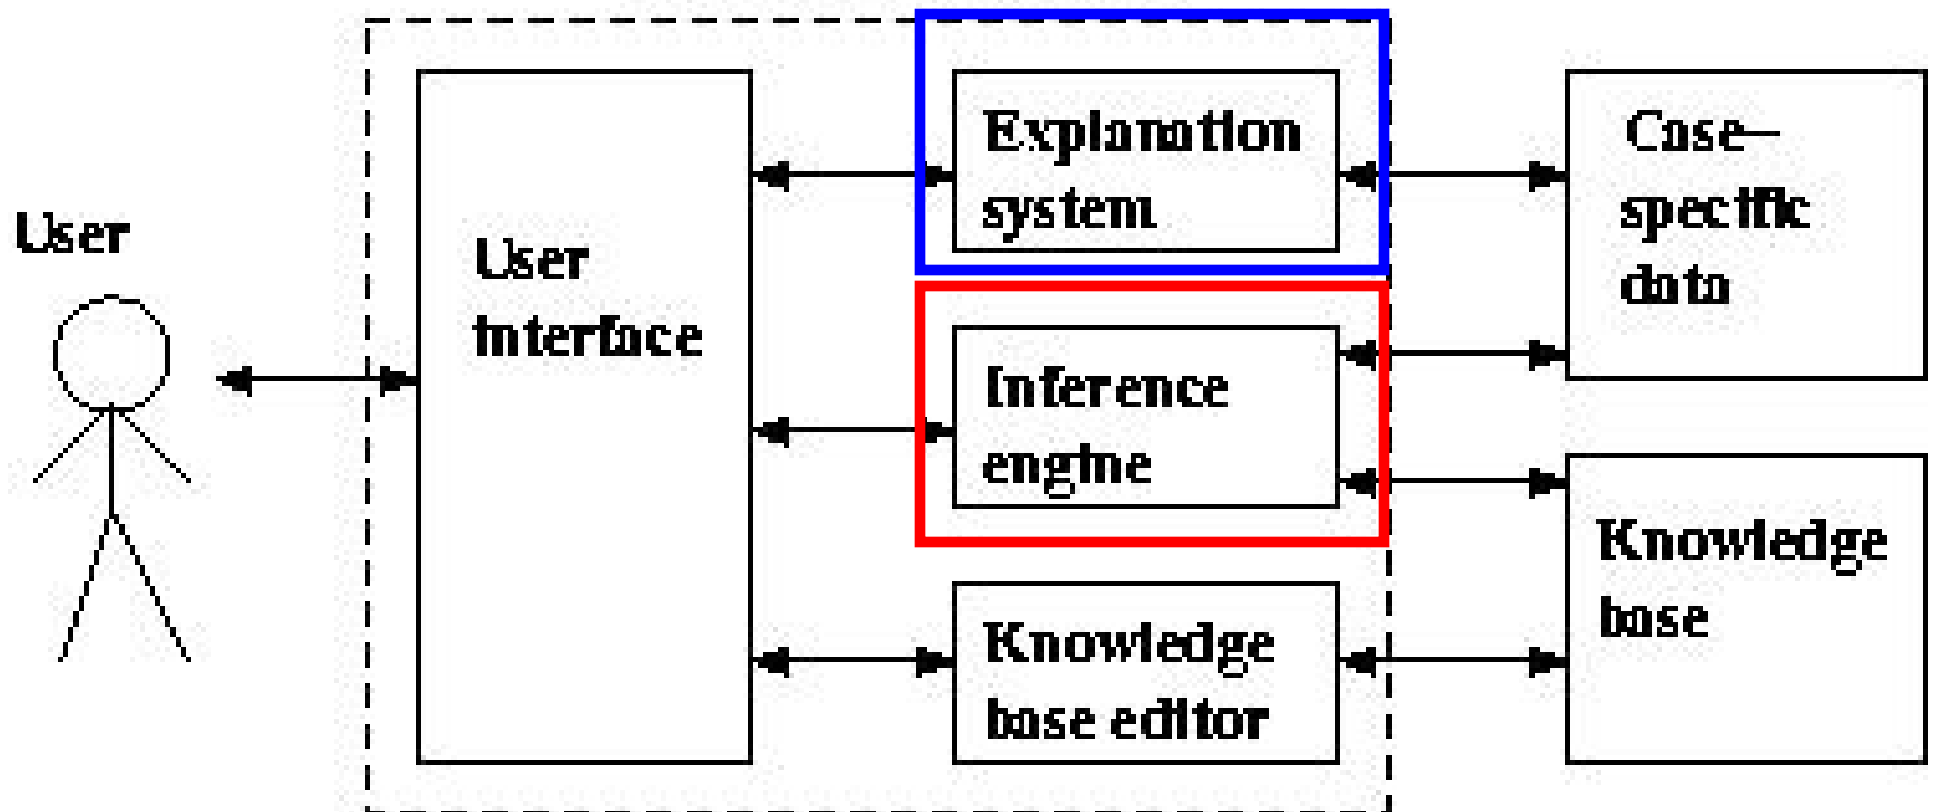 User
User
interface
Explanation
system
Inference
engine
Knowledge
base editor
Case-
specific
data
Knowledge
base